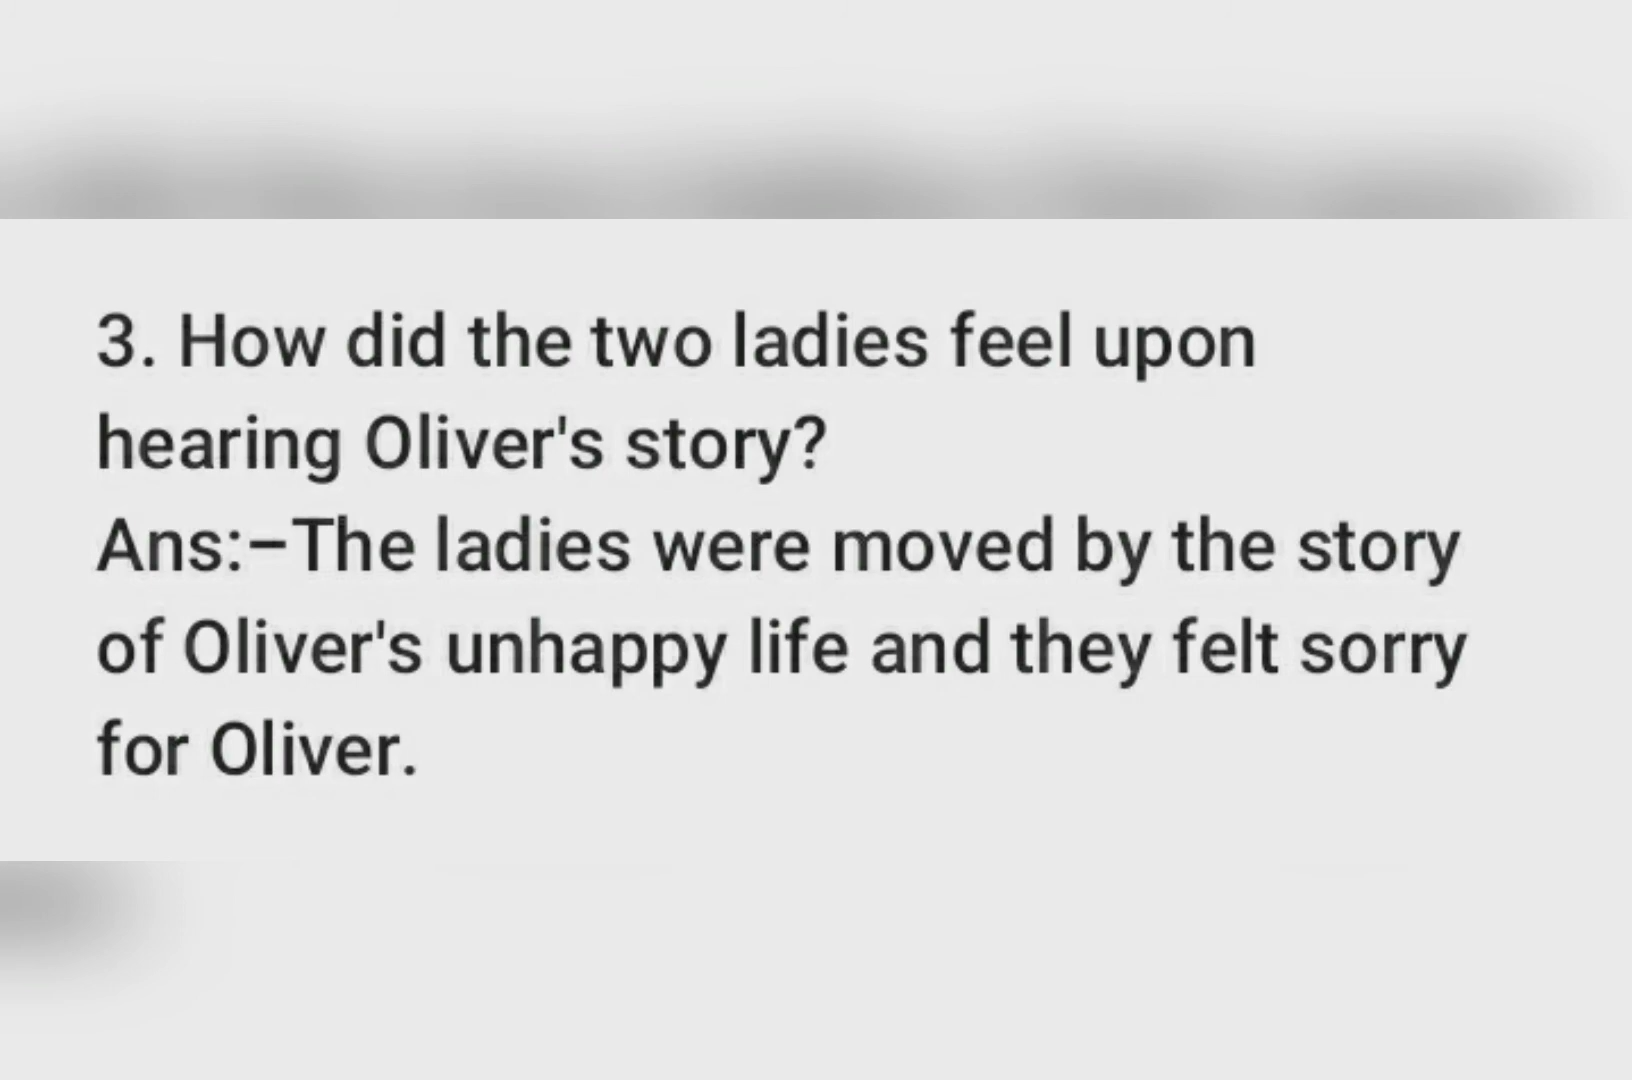 3. How did the two ladies feel upon
hearing Oliver's story?
Ans:–The ladies were moved by the story
of Oliver's unhappy life and they felt sorry
for Oliver.